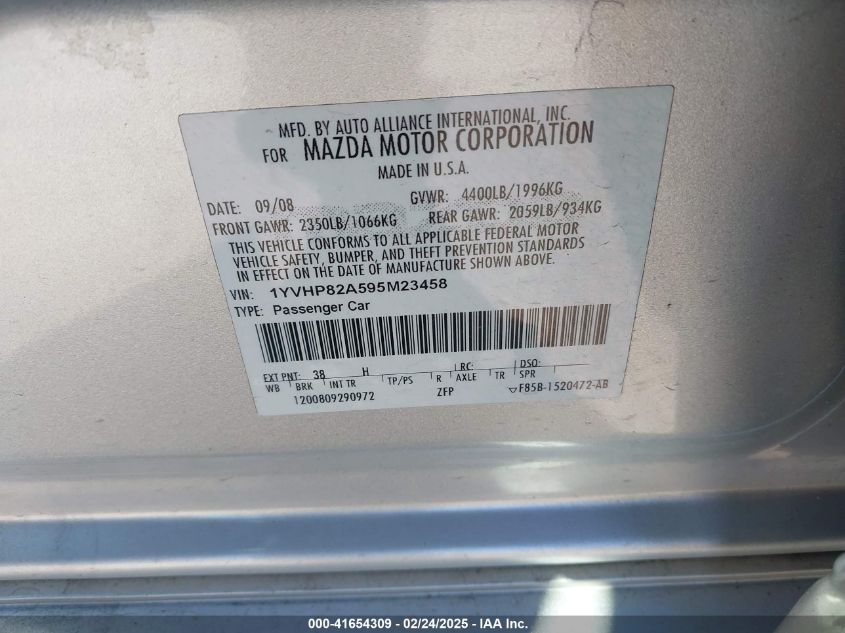 MFD. BY AUTO ALLIANCE INTERNATIONAL, INC.
FOR MAZDA MOTOR CORPORATION
MADE IN U.S.A.
DATE: 09/08 GVWR: 4400LB/1996KG
FRONT GAWR: 2350LB/1066KG REAR GAWR: 2059LB/934KG
THIS VEHICLE CONFORMS TO ALL APPLICABLE FEDERAL MOTOR
VEHICLE SAFETY, BUMPER, AND THEFT PREVENTION STANDARDS
IN EFFECT ON THE DATE OF MANUFACTURE SHOWN ABOVE.
VIN: 1YVHP82A595M23458
TYPE: Passenger Car
EXT PNT: 38 H LRC: DSO:
WB BRK INT TR TP/PS R AXLE TR SPR
1200809290972 ZFP F85B-1520472-AB
000-41654309 - 02/24/2025 - IAA Inc.